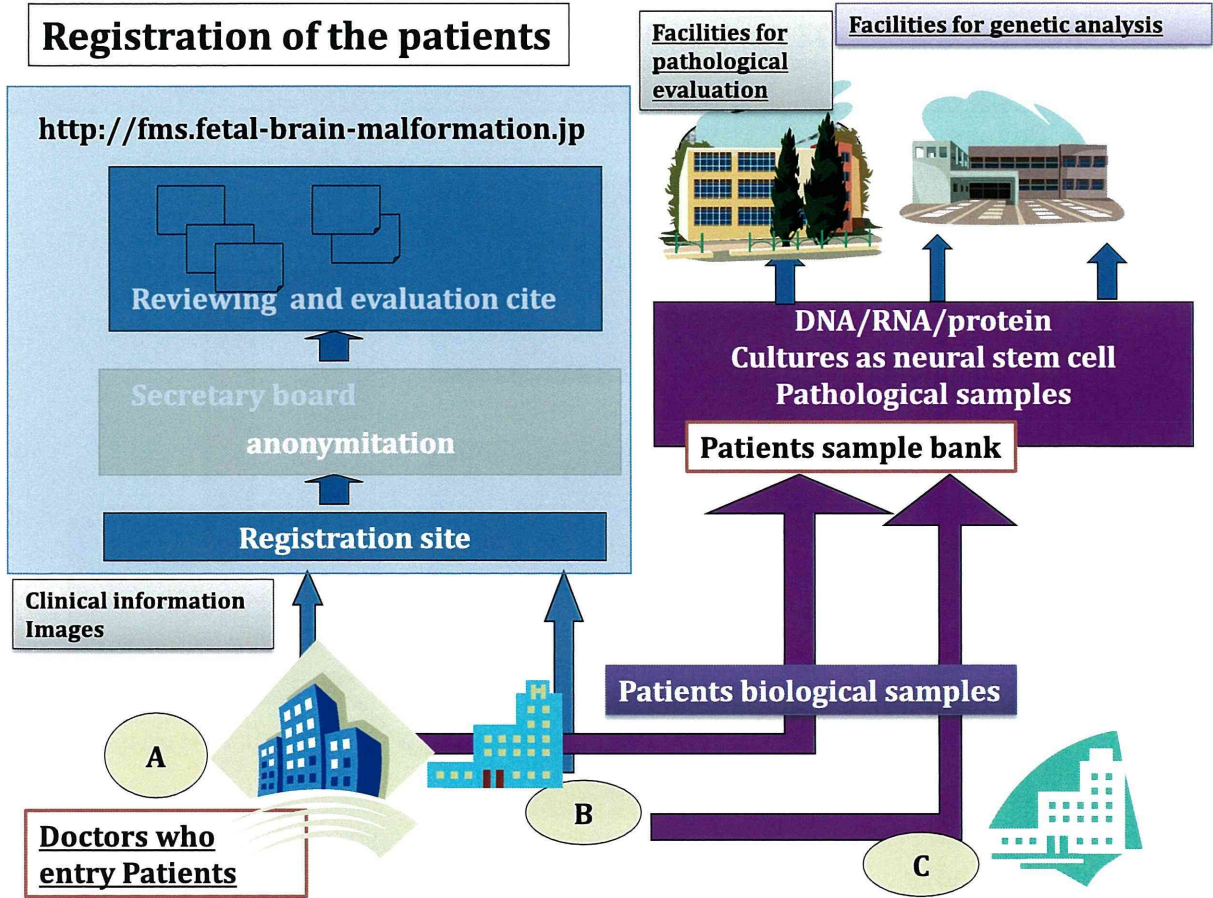 Registration of the patients
http://fms.fetal-brain-malformation.jp
Reviewing and evaluation cite
Secretary board
anonymitation
Registration site
Clinical information
Images
A
Doctors who
entry Patients
H
B
C
Facilities for
pathological
evaluation
Facilities for genetic analysis
DNA/RNA/protein
Cultures as neural stem cell
Pathological samples
Patients sample bank
Patients biological samples